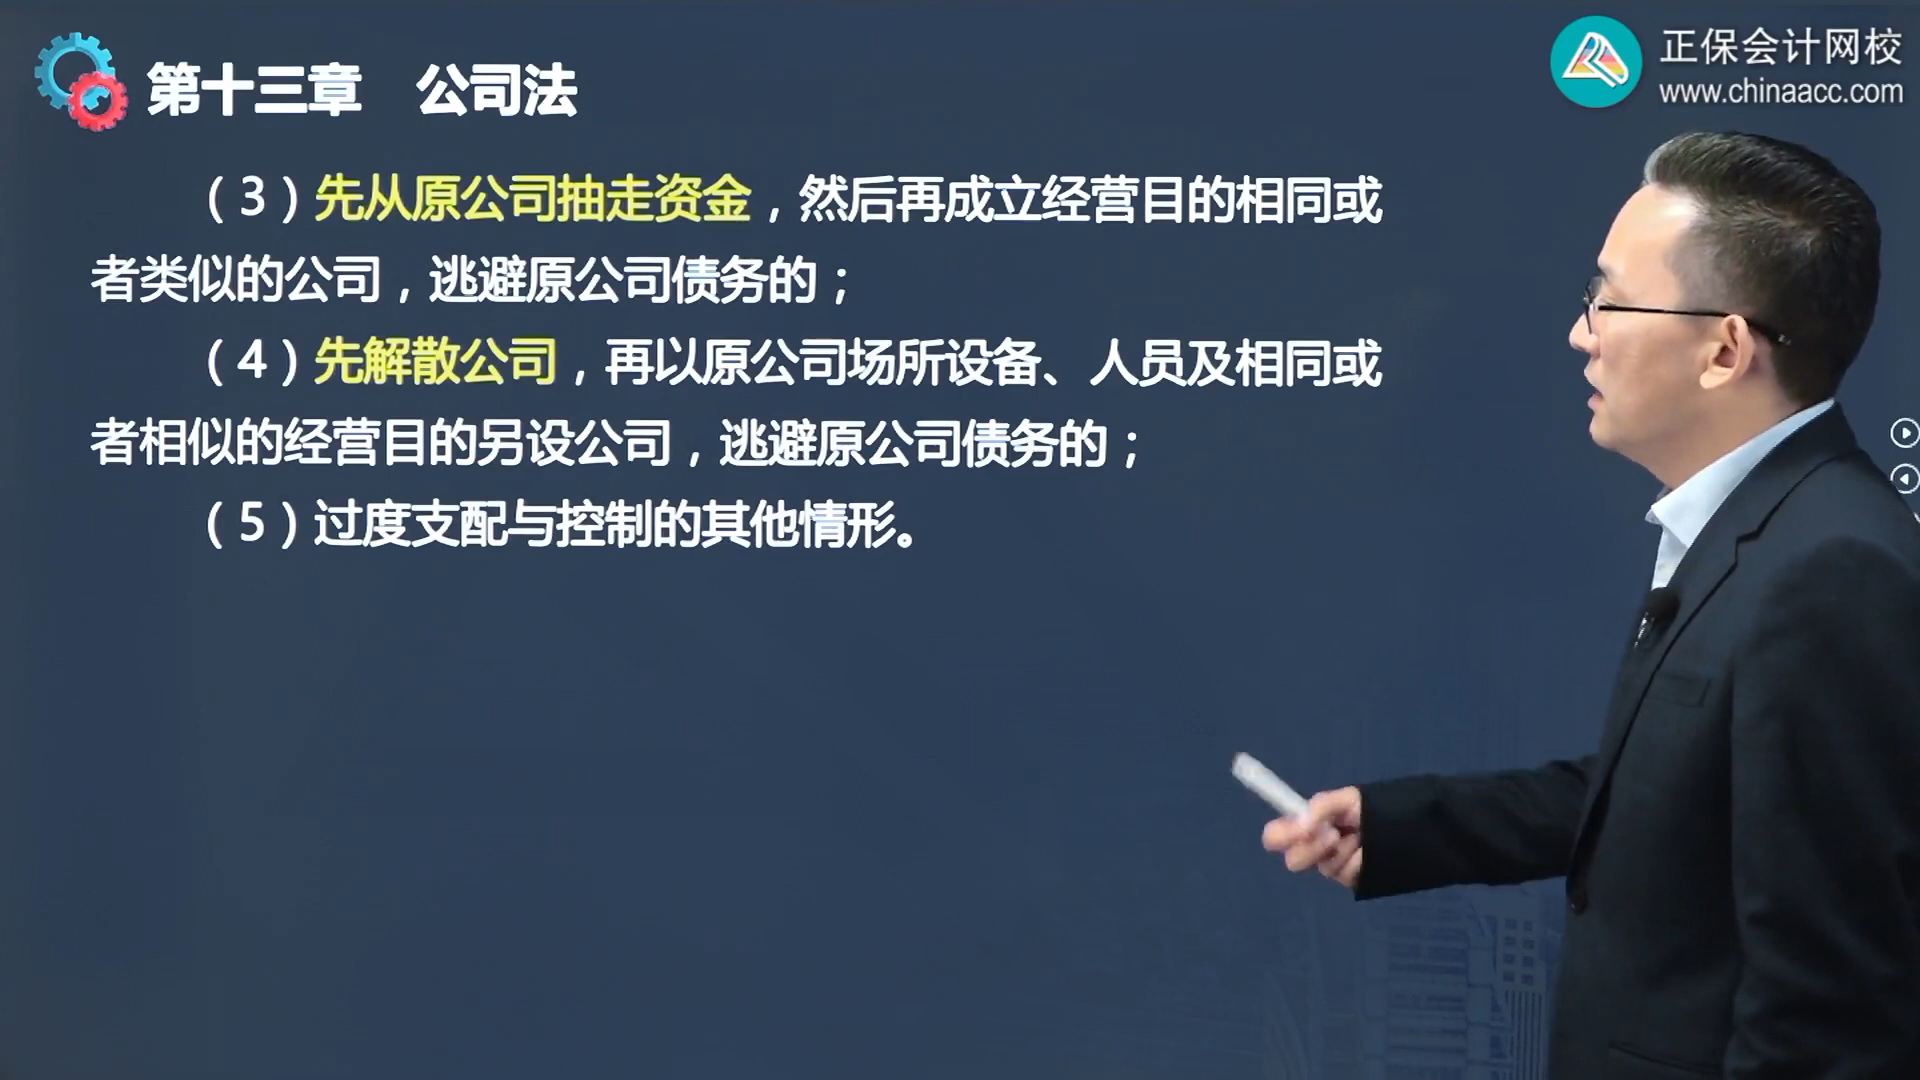 第十三章 公司法
正保会计网校
www.chinaacc.com
（3）先从原公司抽走资金，然后再成立经营目的相同或
者类似的公司，逃避原公司债务的；
（4）先解散公司，再以原公司场所设备、人员及相同或
者相似的经营目的另设公司，逃避原公司债务的；
（5）过度支配与控制的其他情形。